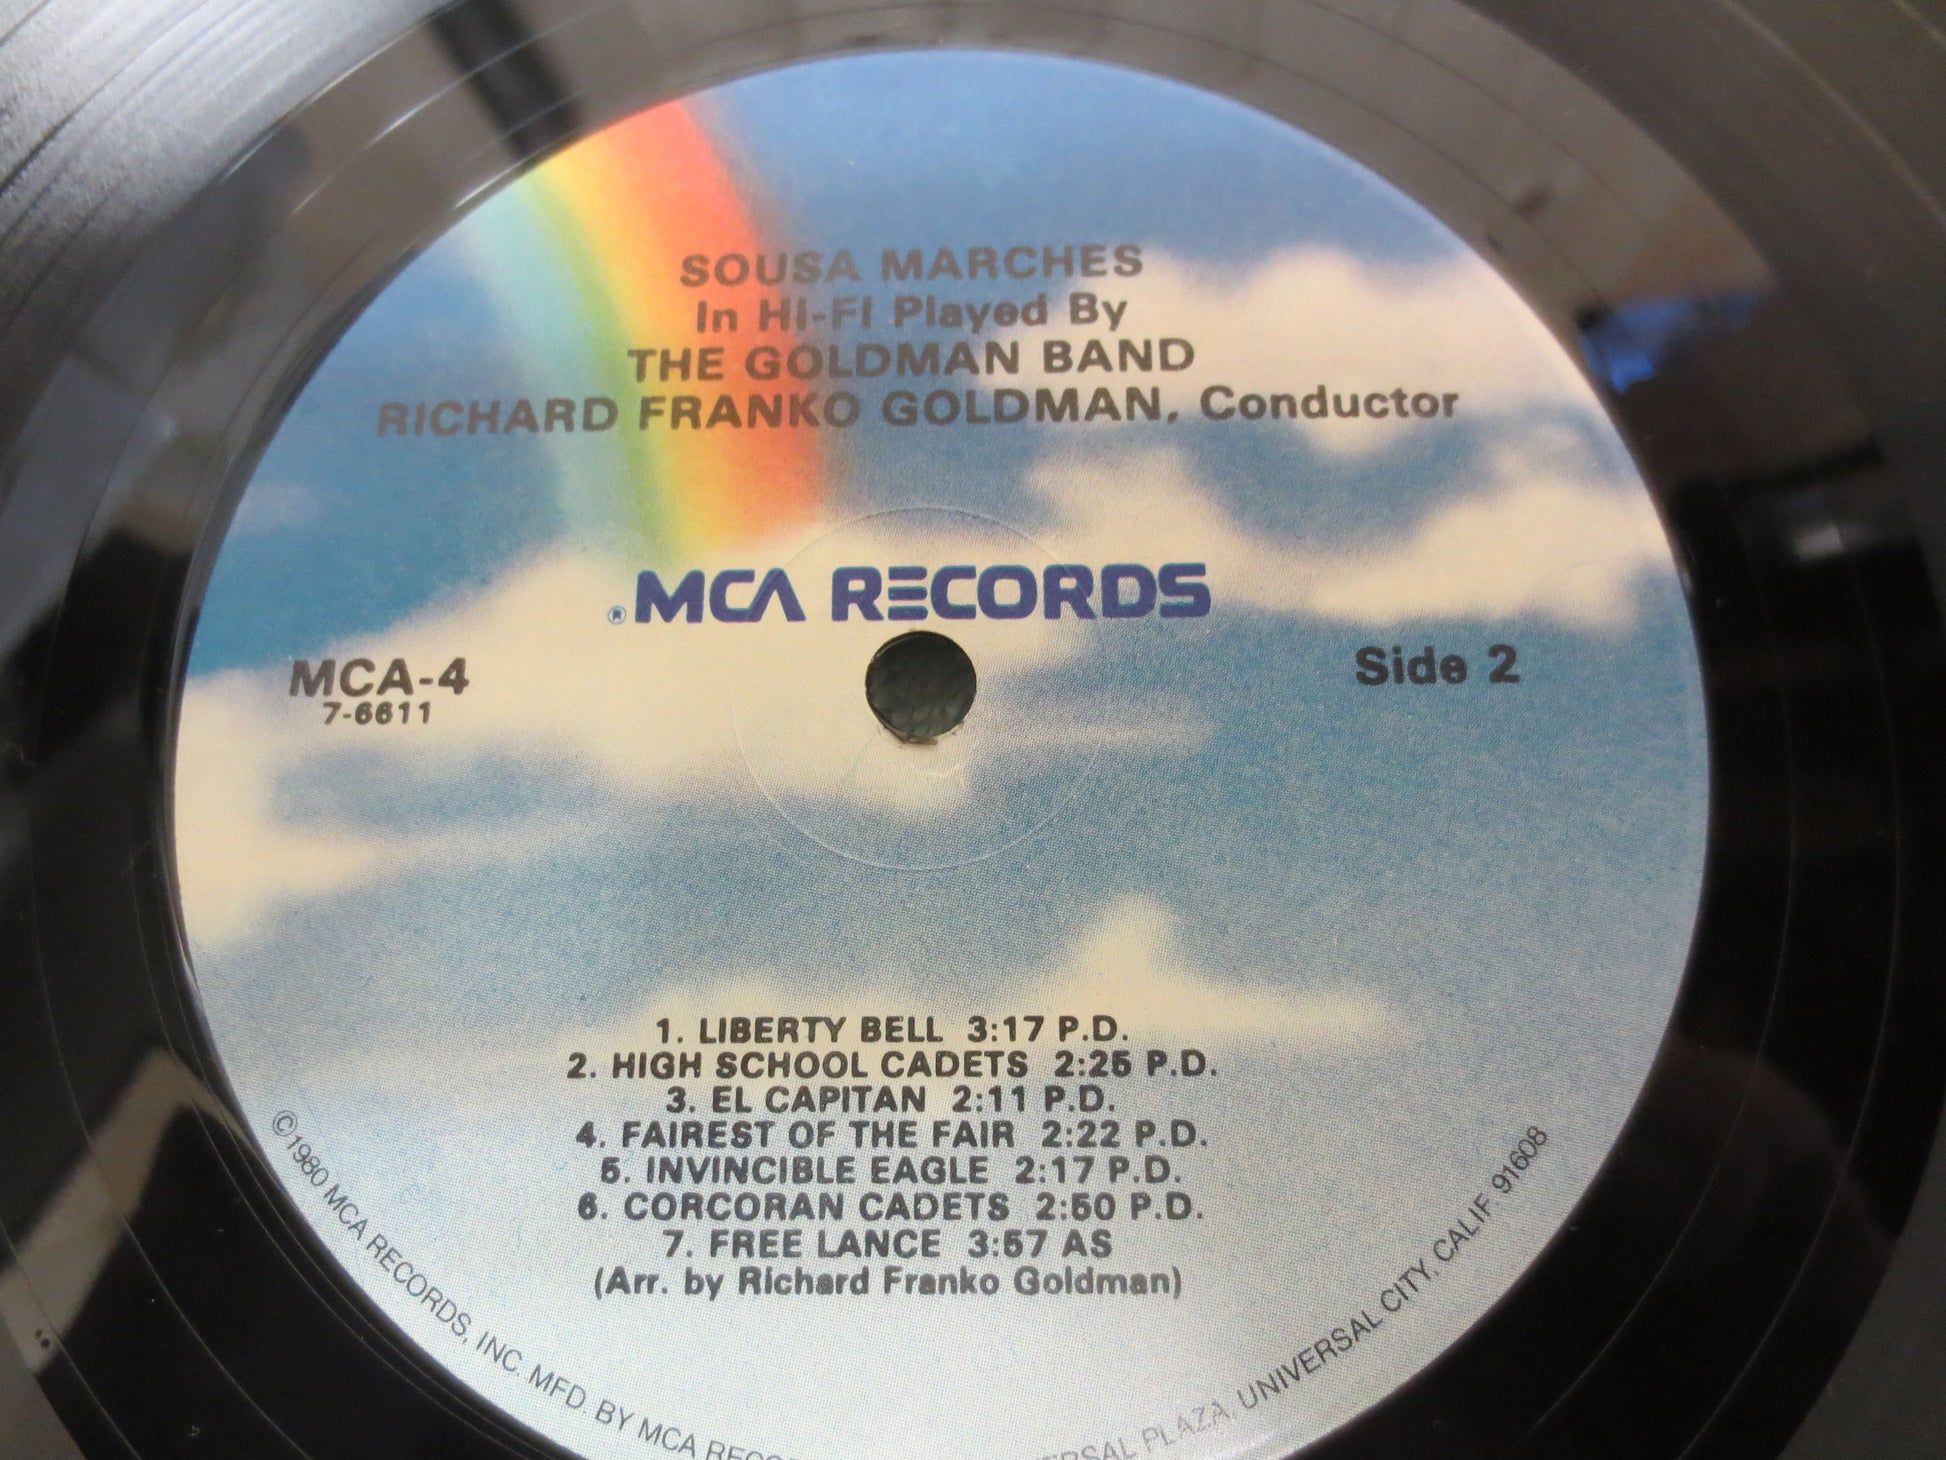 SOUSA MARCHES
In Hi-Fi Played By
THE GOLDMAN BAND
RICHARD FRANKO GOLDMAN, Conductor
® MCA RECORDS
MCA-4
7-6611
Side 2
1. LIBERTY BELL 3:17 P.D.
2. HIGH SCHOOL CADETS 2:25 P.D.
3. EL CAPITAN 2:11 P.D.
4. FAIREST OF THE FAIR 2:22 P.D.
5. INVINCIBLE EAGLE 2:17 P.D.
6. CORCORAN CADETS 2:50 P.D.
7. FREE LANCE 3:57 AS
(Arr. by Richard Franko Goldman)
©1980 MCA RECORDS, INC. MFD. BY MCA RECO ERSAL PLAZA, UNIVERSAL CITY, CALIF 91608